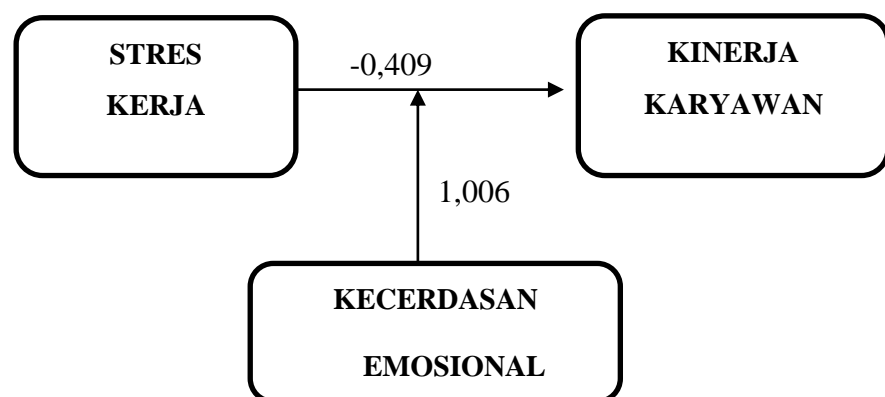 STRES
KERJA
-0,409
KINERJA
KARYAWAN
1,006
KECERDASAN
EMOSIONAL